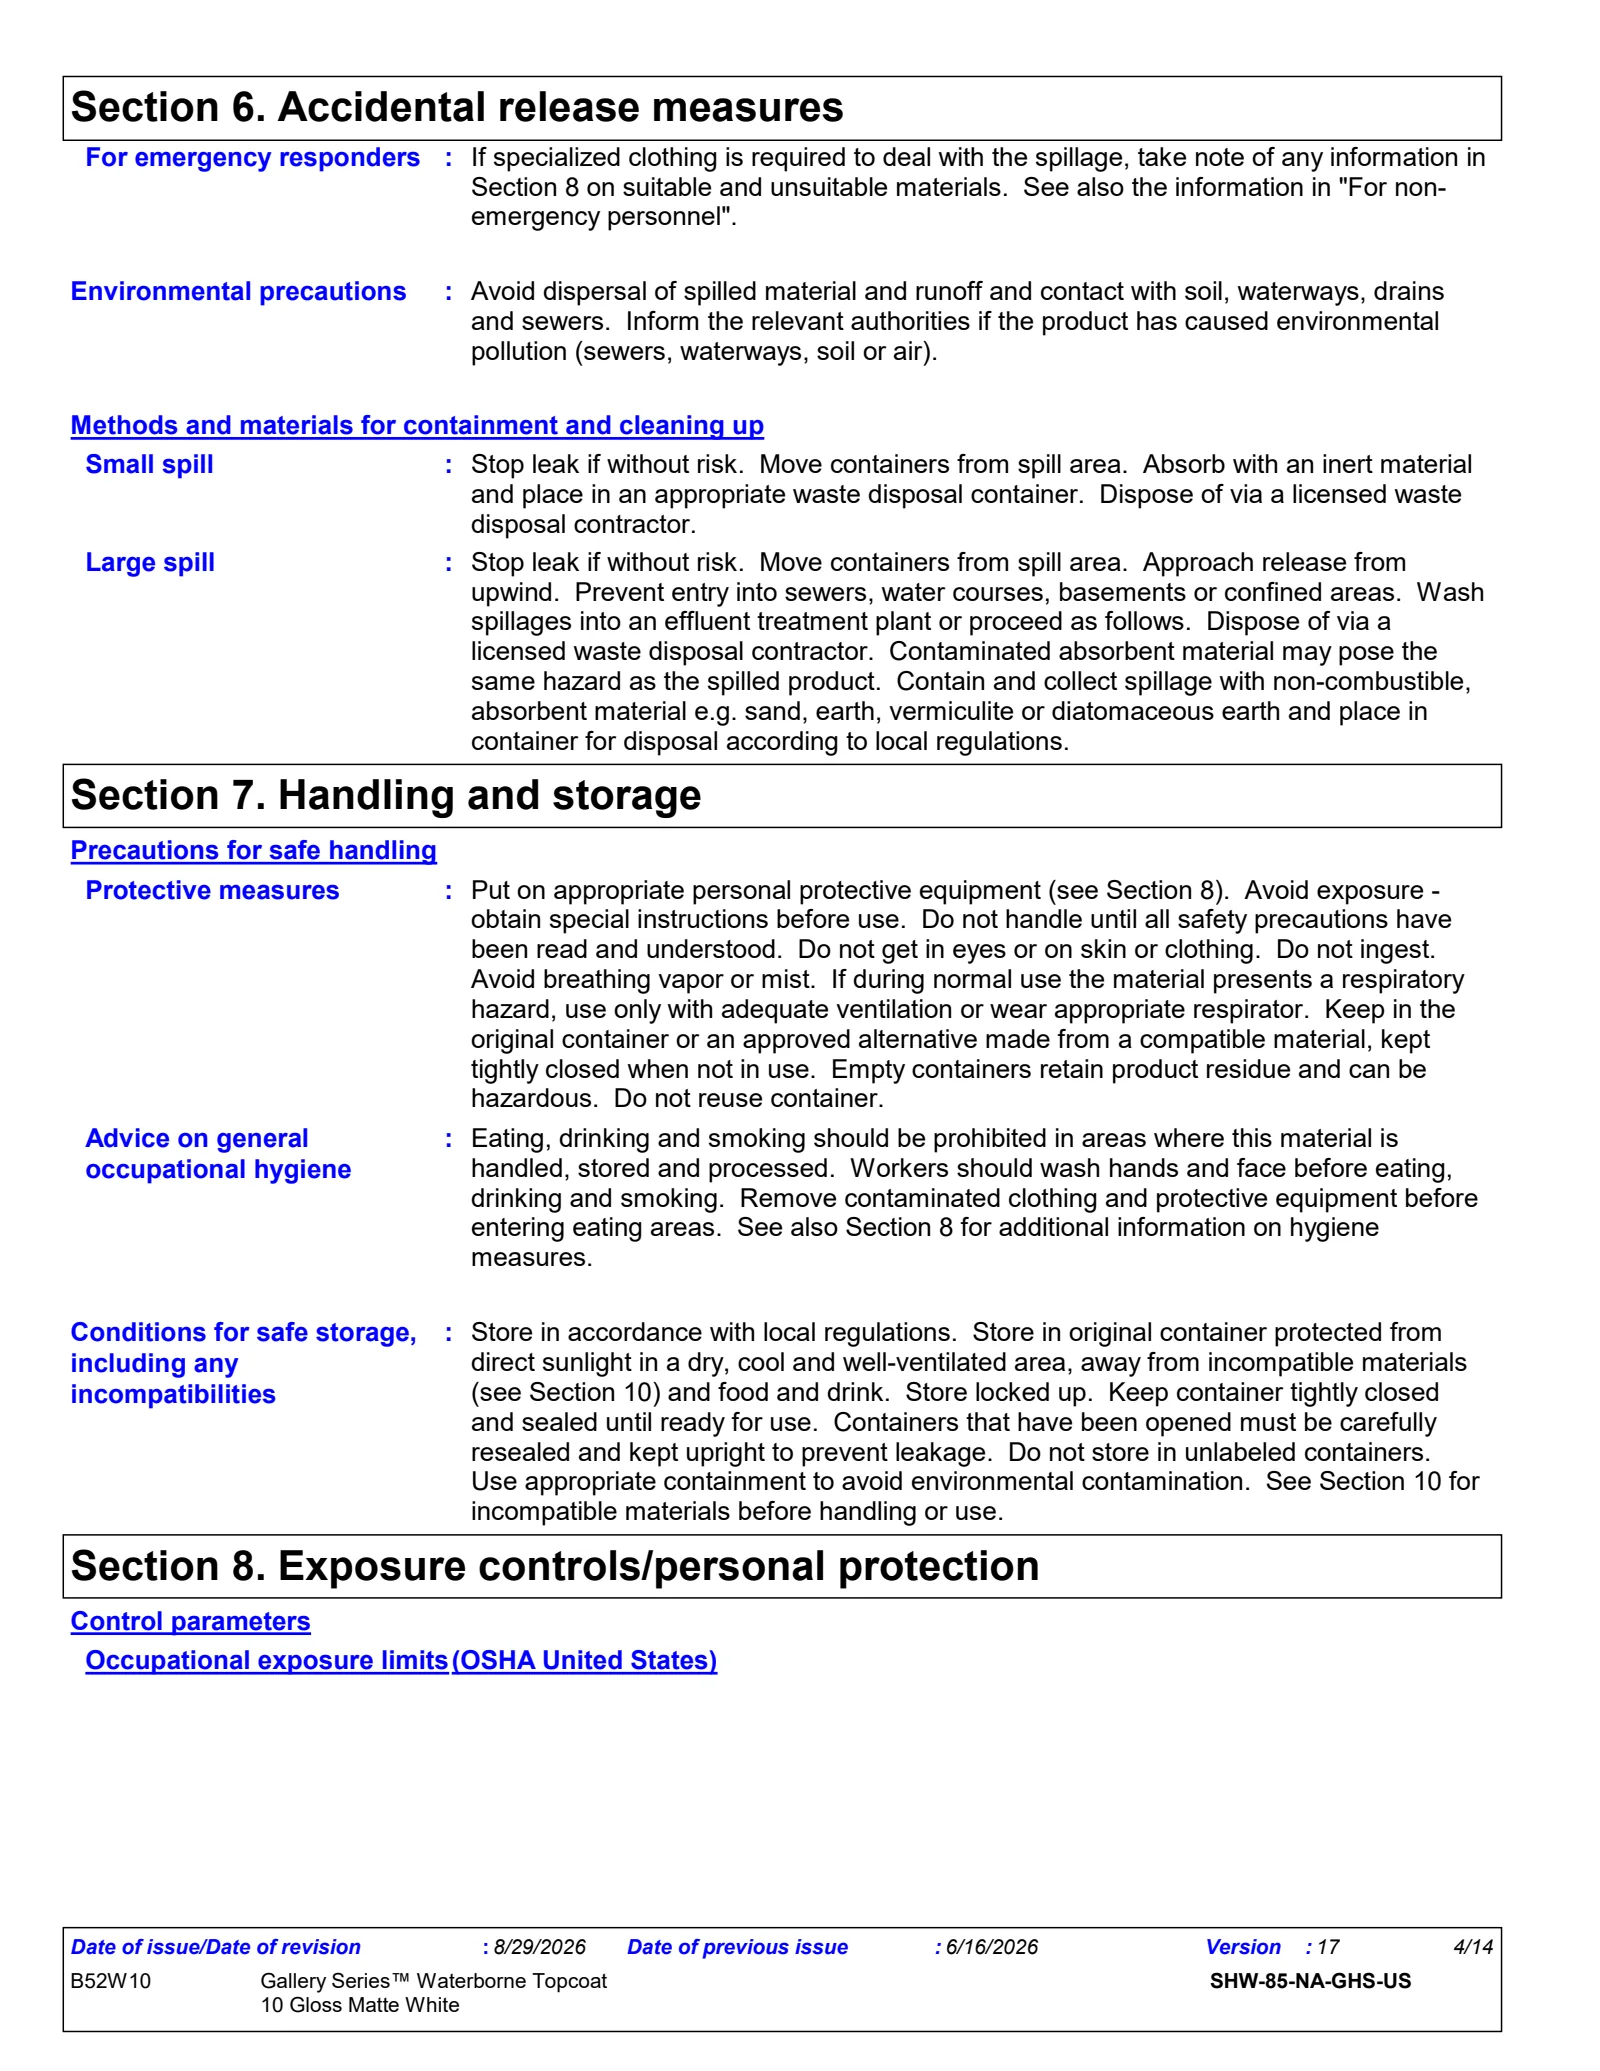 Section 6. Accidental release measures
For emergency responders : If specialized clothing is required to deal with the spillage, take note of any information in
Section 8 on suitable and unsuitable materials. See also the information in "For non-
emergency personnel".
Environmental precautions : Avoid dispersal of spilled material and runoff and contact with soil, waterways, drains
and sewers. Inform the relevant authorities if the product has caused environmental
pollution (sewers, waterways, soil or air).
Methods and materials for containment and cleaning up
Small spill : Stop leak if without risk. Move containers from spill area. Absorb with an inert material
and place in an appropriate waste disposal container. Dispose of via a licensed waste
disposal contractor.
Large spill : Stop leak if without risk. Move containers from spill area. Approach release from
upwind. Prevent entry into sewers, water courses, basements or confined areas. Wash
spillages into an effluent treatment plant or proceed as follows. Dispose of via a
licensed waste disposal contractor. Contaminated absorbent material may pose the
same hazard as the spilled product. Contain and collect spillage with non-combustible,
absorbent material e.g. sand, earth, vermiculite or diatomaceous earth and place in
container for disposal according to local regulations.
Section 7. Handling and storage
Precautions for safe handling
Protective measures : Put on appropriate personal protective equipment (see Section 8). Avoid exposure -
obtain special instructions before use. Do not handle until all safety precautions have
been read and understood. Do not get in eyes or on skin or clothing. Do not ingest.
Avoid breathing vapor or mist. If during normal use the material presents a respiratory
hazard, use only with adequate ventilation or wear appropriate respirator. Keep in the
original container or an approved alternative made from a compatible material, kept
tightly closed when not in use. Empty containers retain product residue and can be
hazardous. Do not reuse container.
Advice on general : Eating, drinking and smoking should be prohibited in areas where this material is
occupational hygiene handled, stored and processed. Workers should wash hands and face before eating,
drinking and smoking. Remove contaminated clothing and protective equipment before
entering eating areas. See also Section 8 for additional information on hygiene
measures.
Conditions for safe storage, : Store in accordance with local regulations. Store in original container protected from
including any direct sunlight in a dry, cool and well-ventilated area, away from incompatible materials
incompatibilities (see Section 10) and food and drink. Store locked up. Keep container tightly closed
and sealed until ready for use. Containers that have been opened must be carefully
resealed and kept upright to prevent leakage. Do not store in unlabeled containers.
Use appropriate containment to avoid environmental contamination. See Section 10 for
incompatible materials before handling or use.
Section 8. Exposure controls/personal protection
Control parameters
Occupational exposure limits (OSHA United States)
Date of issue/Date of revision : 8/29/2026 Date of previous issue : 6/16/2026 Version : 17 4/14
B52W10 Gallery Series™ Waterborne Topcoat SHW-85-NA-GHS-US
10 Gloss Matte White